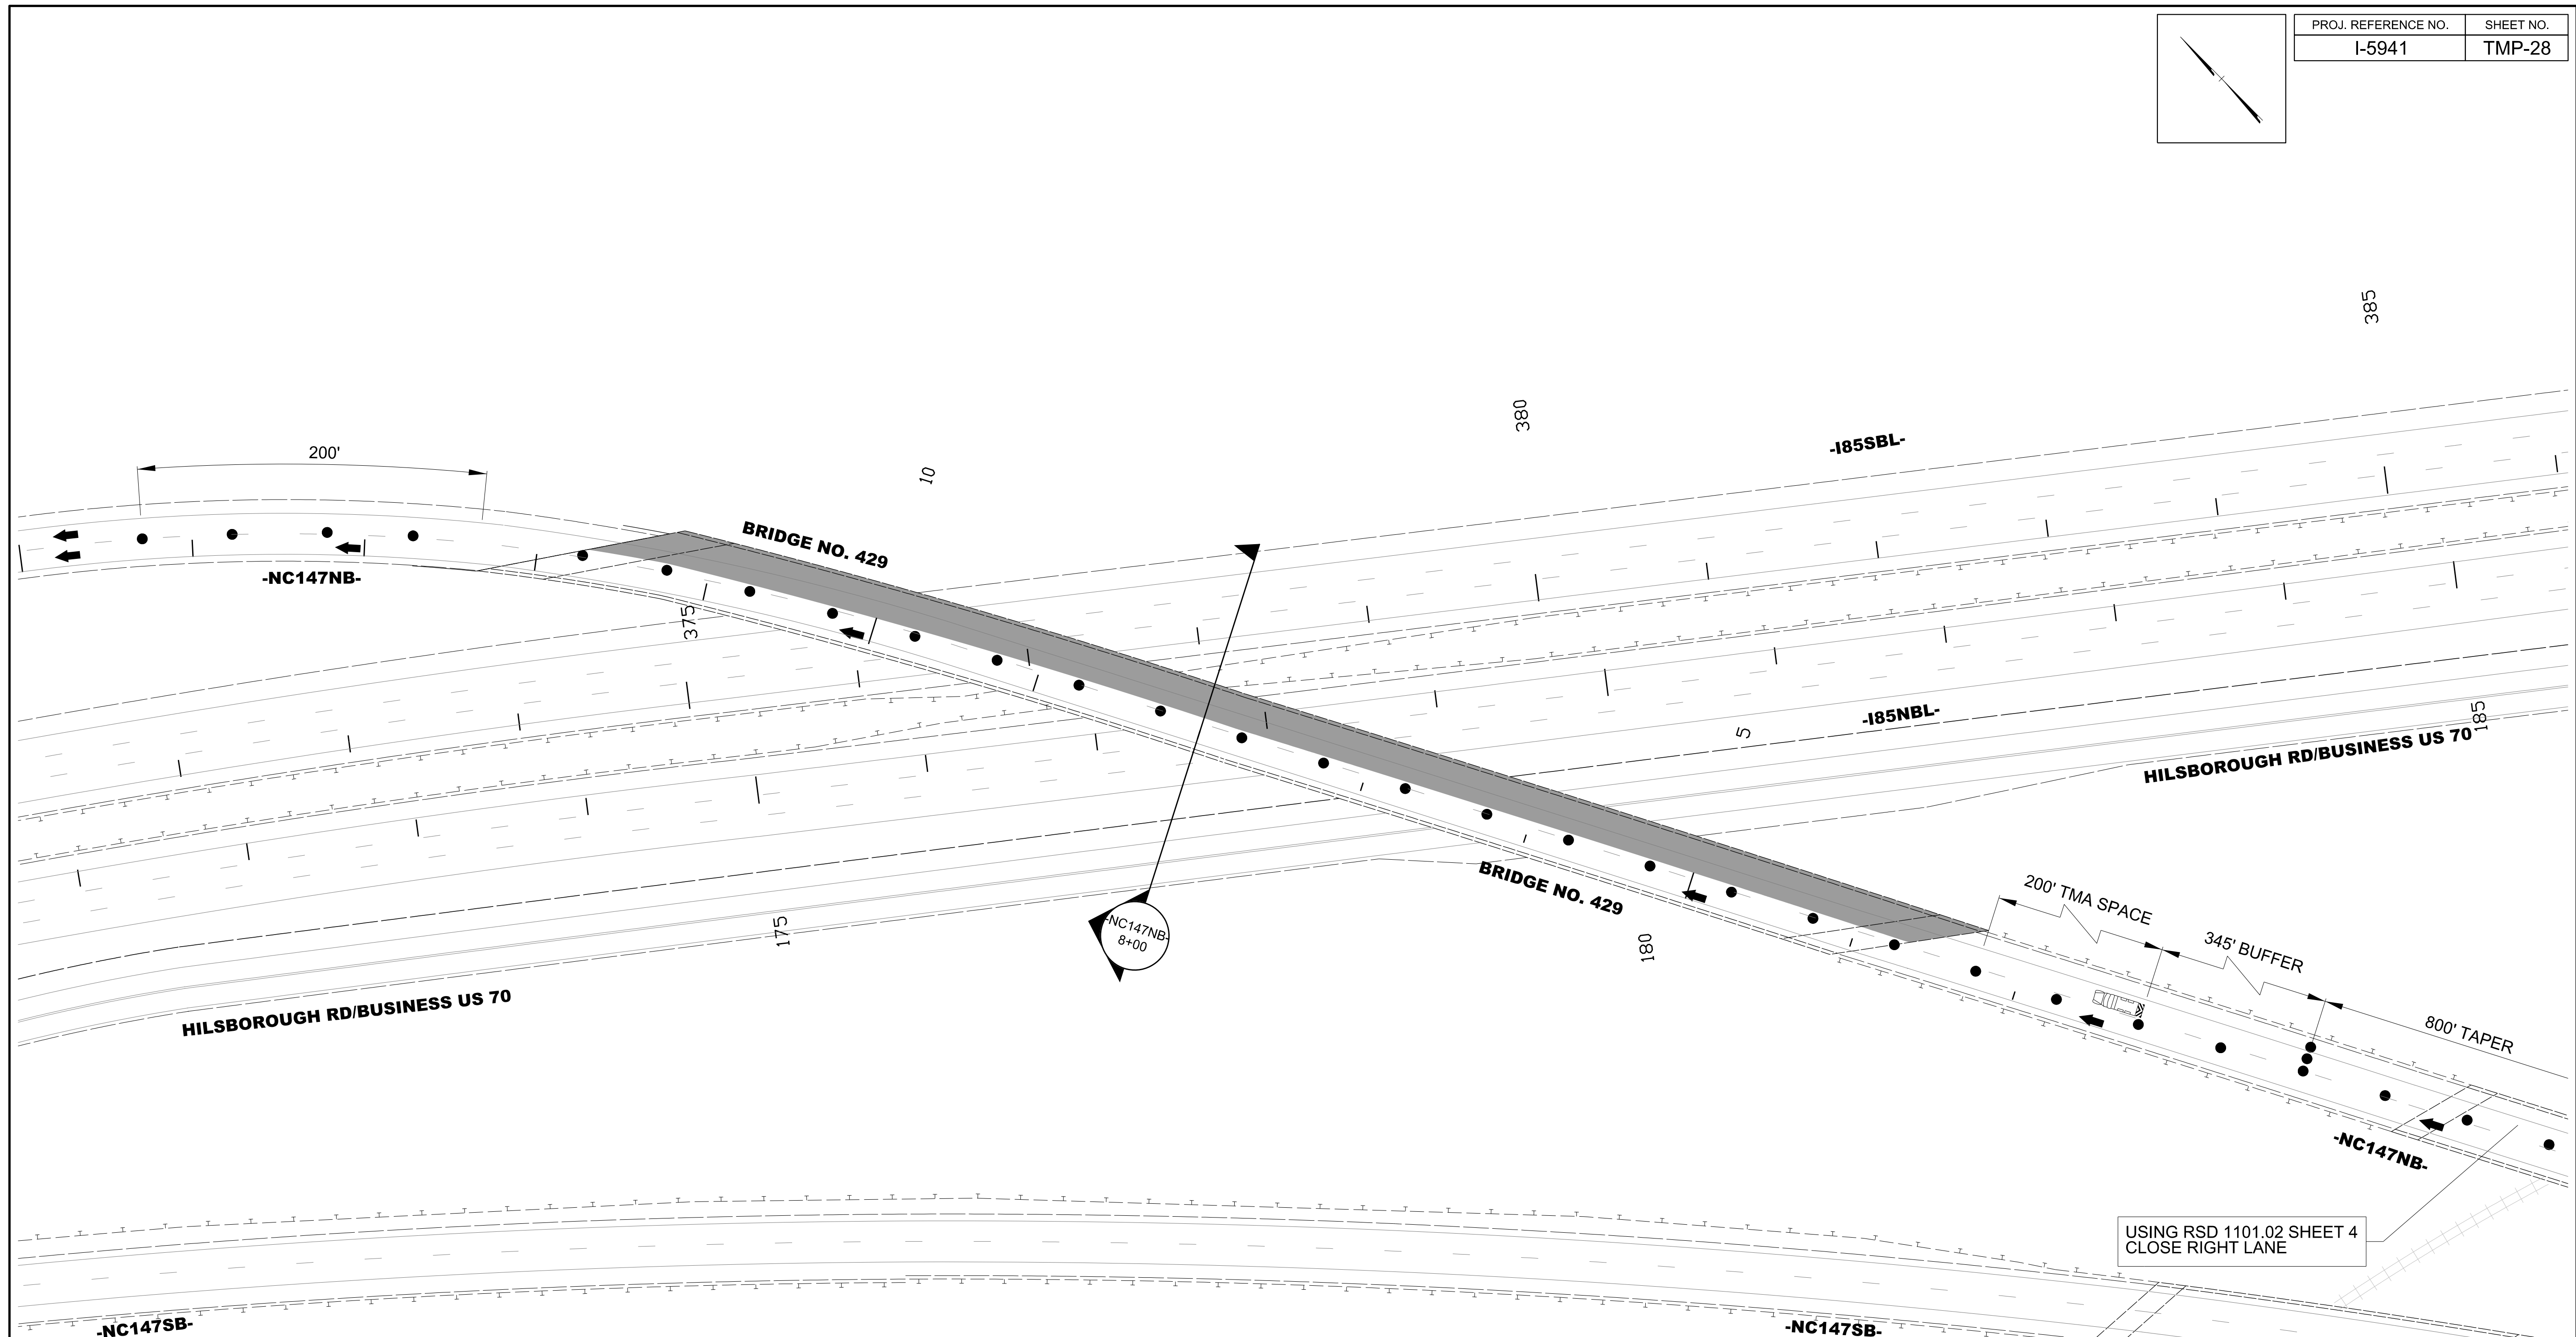 PROJ. REFERENCE NO. SHEET NO.
I-5941 TMP-28
385
380
-I85SBL-
200'
10
BRIDGE NO. 429
-NC147NB-
375
-I85NBL-
5
185
HILSBOROUGH RD/BUSINESS US 70
BRIDGE NO. 429
200' TMA SPACE
345' BUFFER
800' TAPER
175
-NC147NB-
8+00
180
HILSBOROUGH RD/BUSINESS US 70
-NC147NB-
USING RSD 1101.02 SHEET 4
CLOSE RIGHT LANE
-NC147SB-
-NC147SB-